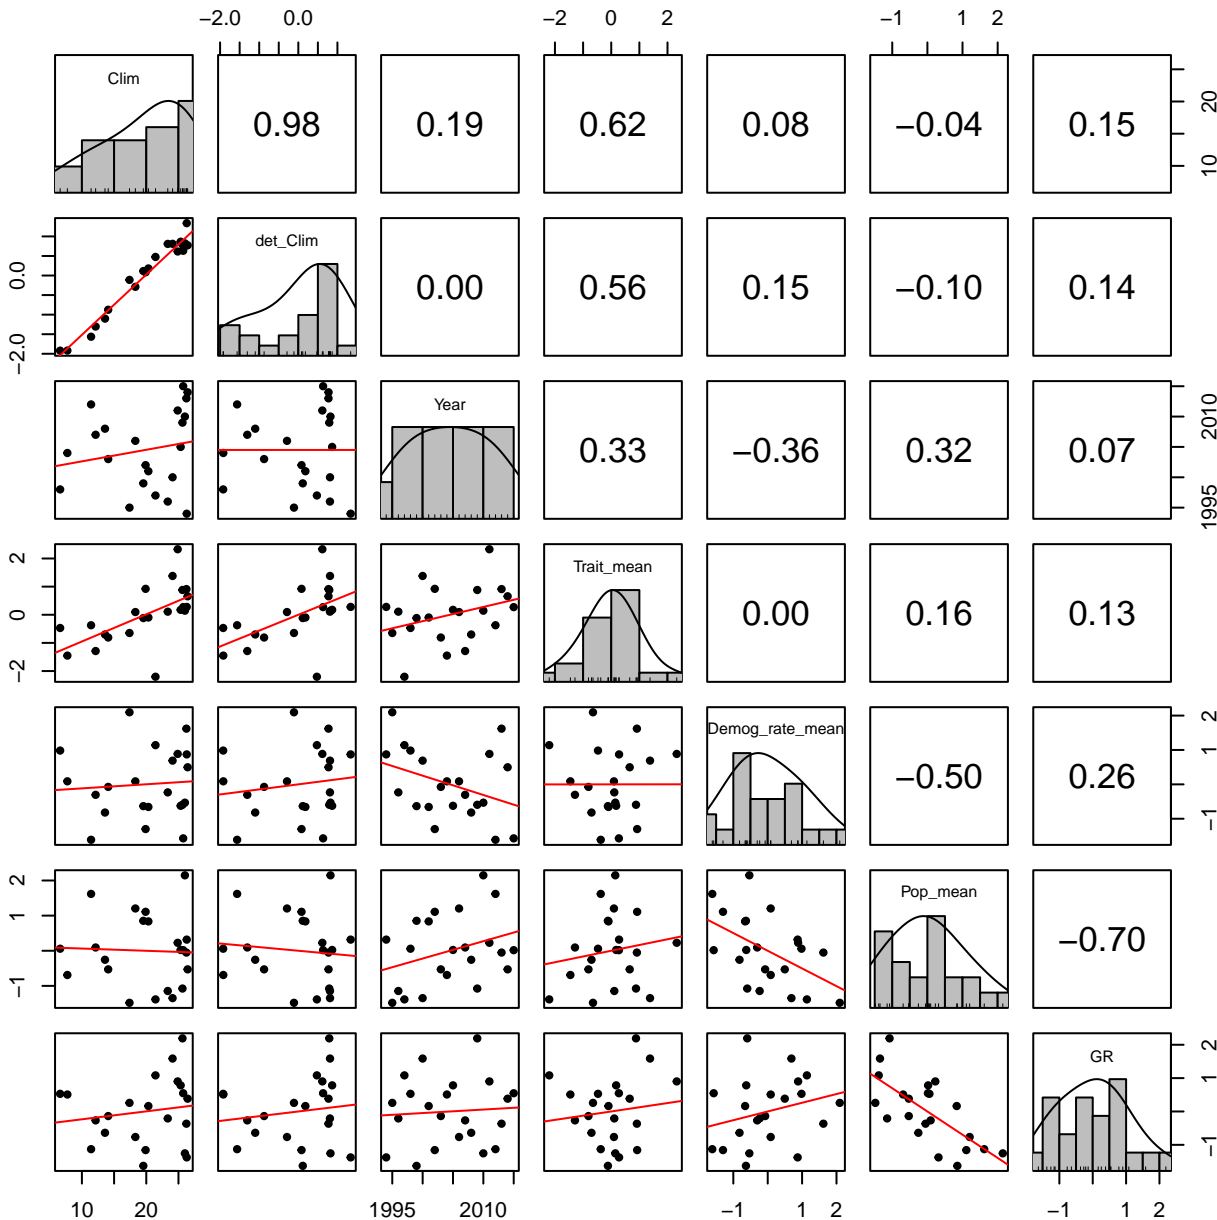 −2.0 0.0 −2 0 2 −1 1 2
Clim
0.98 0.19 0.62 0.08 −0.04 0.15
10 20
det_Clim
0.00 0.56 0.15 −0.10 0.14
−2.0 0.0
Year
0.33 −0.36 0.32 0.07
1995 2010
Trait_mean
0.00 0.16 0.13
−2 0 2
Demog_rate_mean
−0.50 0.26
−1 1 2
Pop_mean
−0.70
−1 1 2
GR
−1 1 2
10 20 1995 2010 −1 1 2 −1 1 2